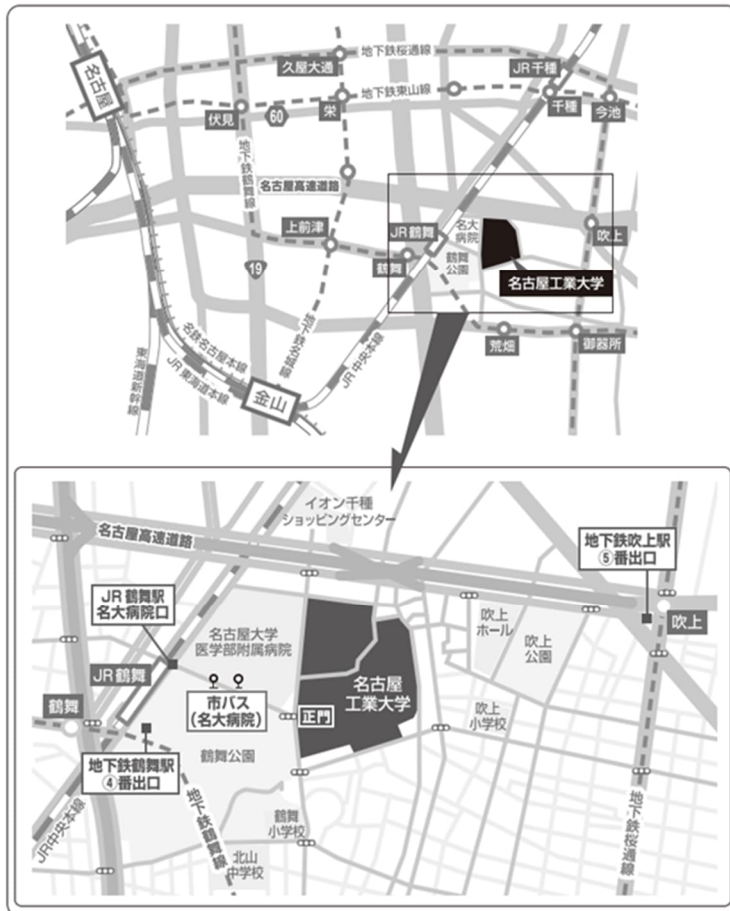 地下鉄桜通線
久屋大通
JR千種
名古屋
地下鉄東山線
伏見
60
栄
千種
今池
地下鉄鶴舞線
名古屋高速道路
上前津
JR鶴舞
名大
病院
吹上
鶴舞
鶴舞
公園
名古屋工業大学
19
地下鉄名城線
荒畑
御器所
名鉄名古屋本線
JR東海道本線
JR中央本線
東海道新幹線
金山
イオン千種
ショッピングセンター
名古屋高速道路
地下鉄吹上駅
⑤番出口
JR鶴舞駅
名大病院口
名古屋大学
医学部附属病院
吹上
ホール
吹上
公園
吹上
JR鶴舞
名古屋
工業大学
鶴舞
市バス
(名大病院)
正門
吹上
小学校
地下鉄鶴舞駅
④番出口
鶴舞公園
地下鉄鶴舞線
地下鉄桜通線
JR中央本線
鶴舞
小学校
北山
中学校